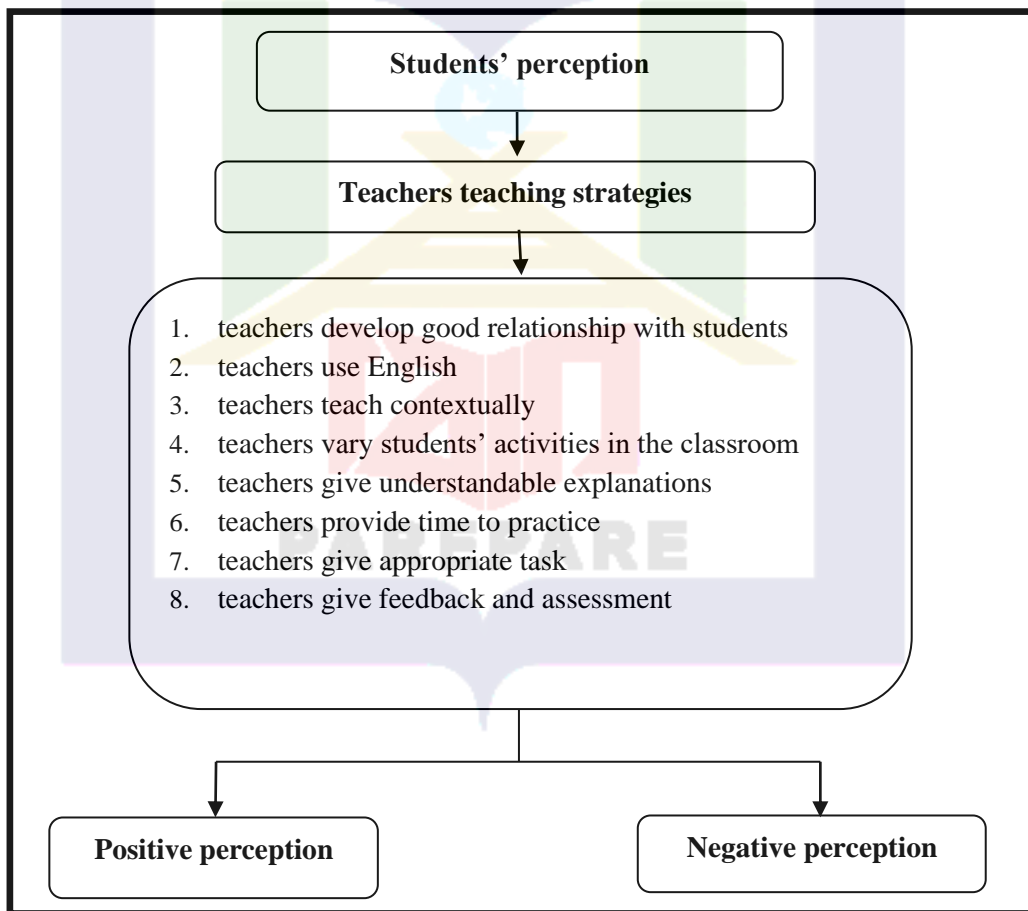 Students’ perception
Teachers teaching strategies
1. teachers develop good relationship with students
2. teachers use English
3. teachers teach contextually
4. teachers vary students’ activities in the classroom
5. teachers give understandable explanations
6. teachers provide time to practice
7. teachers give appropriate task
8. teachers give feedback and assessment
PAREPARE
Positive perception
Negative perception